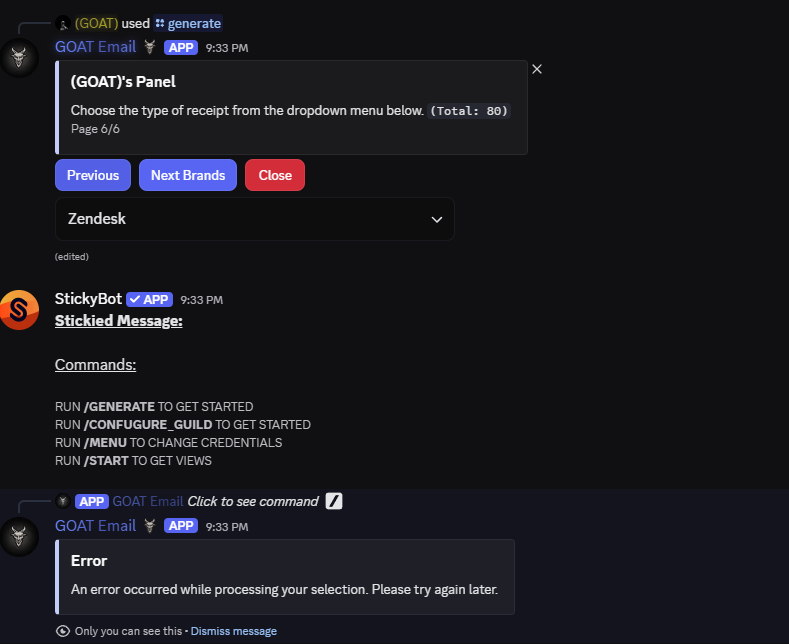 (GOAT) used generate
GOAT Email APP 9:33 PM
(GOAT)'s Panel
Choose the type of receipt from the dropdown menu below. (Total: 80)
Page 6/6
Previous Next Brands Close
Zendesk
(edited)
StickyBot APP 9:33 PM
Stickied Message:
Commands:
RUN /GENERATE TO GET STARTED
RUN /CONFUGURE_GUILD TO GET STARTED
RUN /MENU TO CHANGE CREDENTIALS
RUN /START TO GET VIEWS
APP GOAT Email Click to see command
GOAT Email APP 9:33 PM
Error
An error occurred while processing your selection. Please try again later.
Only you can see this • Dismiss message